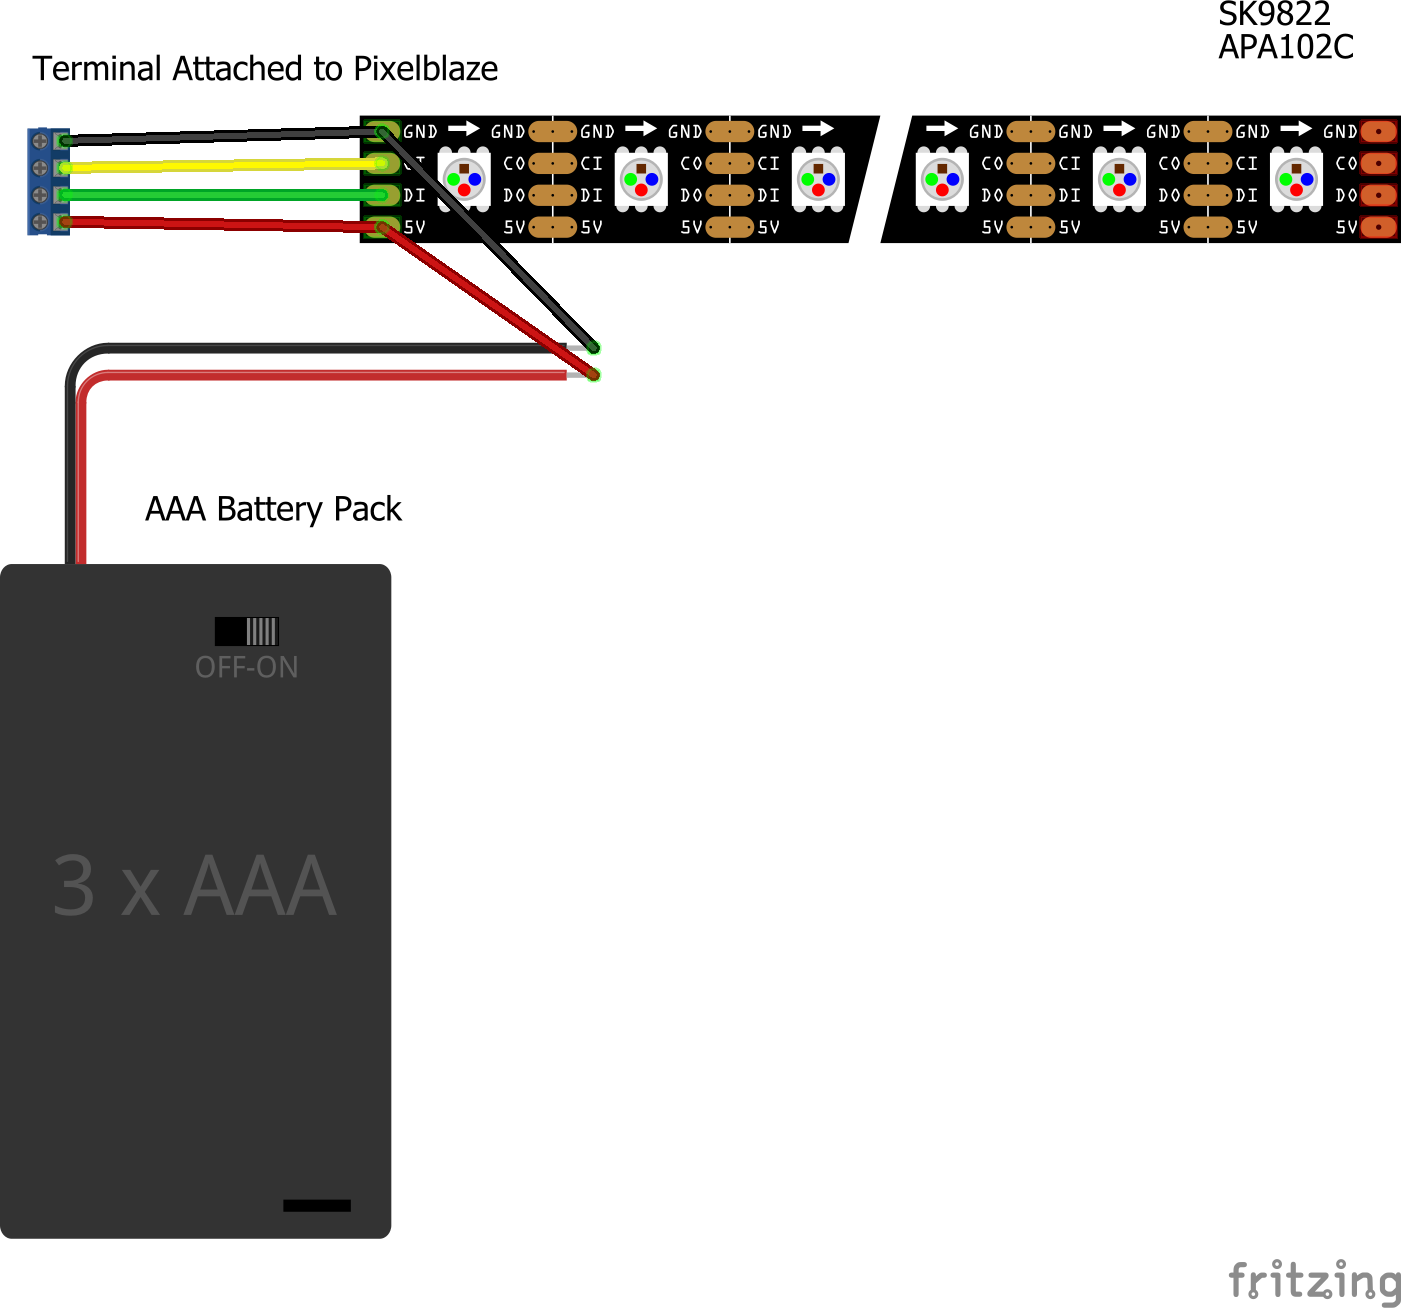 SK9822
APA102C
Terminal Attached to Pixelblaze
GND GND GND GND GND GND GND GND GND GND
CI CO CI CO CI CO CI CO CI CO
DI DO DI DO DI DO DI DO DI DO
5V 5V 5V 5V 5V 5V 5V 5V 5V 5V
AAA Battery Pack
OFF-ON
3 x AAA
fritzing